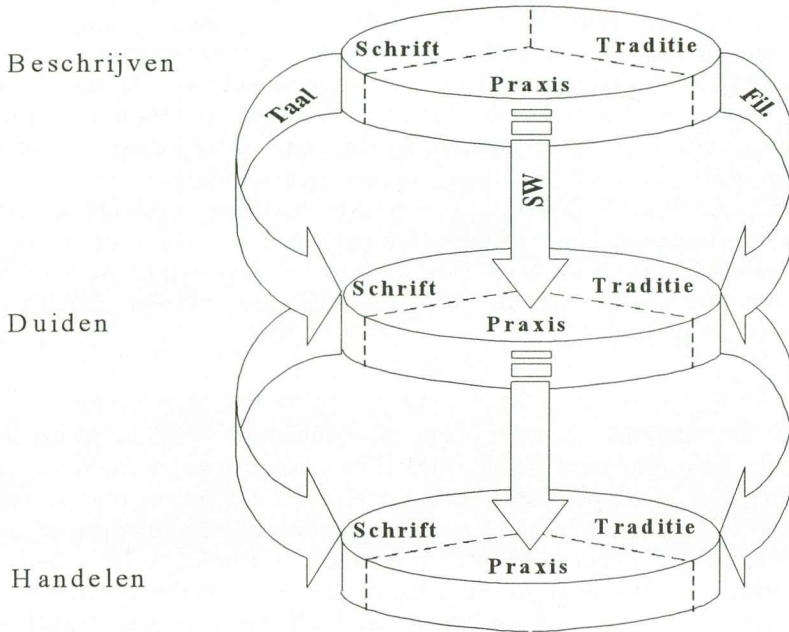 Beschrijven
Schrift
Traditie
Praxis
Taal
Fil.
SW
Duiden
Schrift
Traditie
Praxis
Handelen
Schrift
Traditie
Praxis